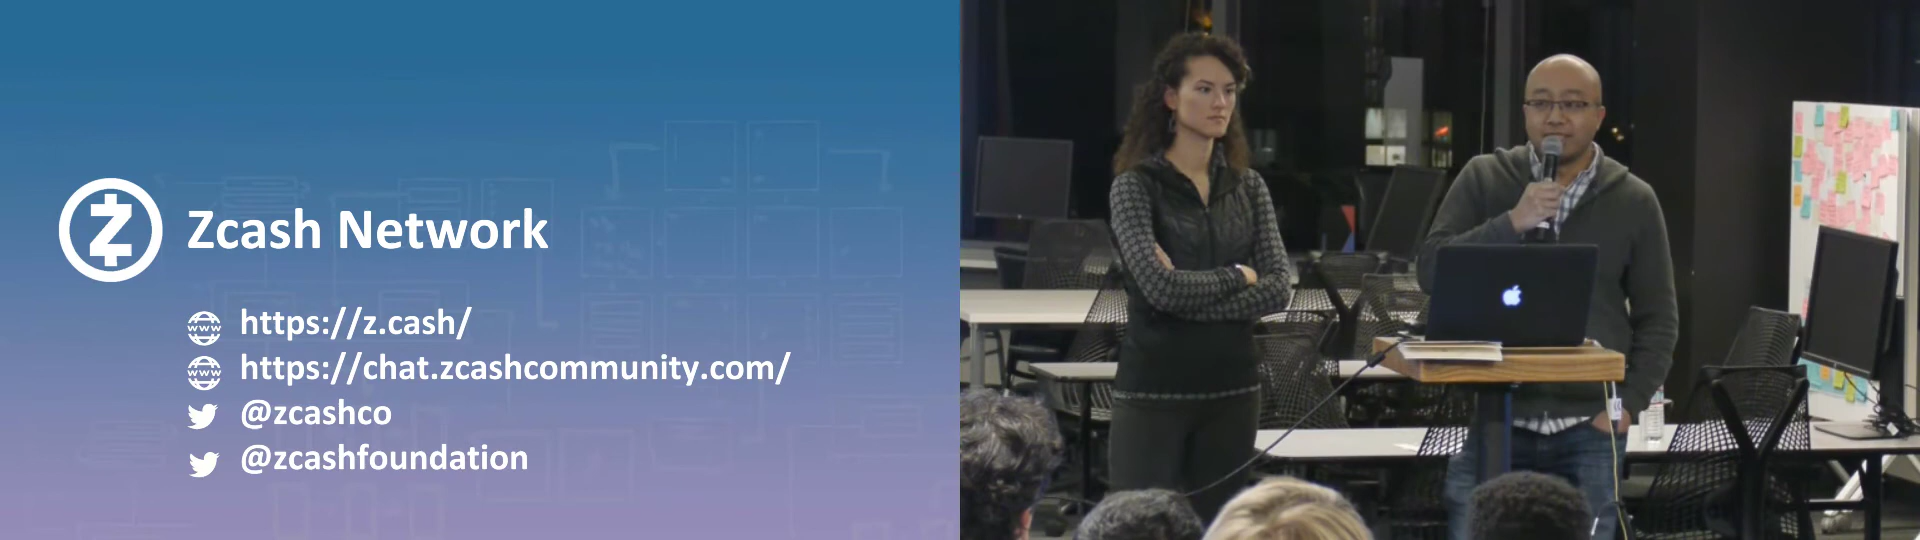 Zcash Network
https://z.cash/
https://chat.zcashcommunity.com/
@zcashco
@zcashfoundation